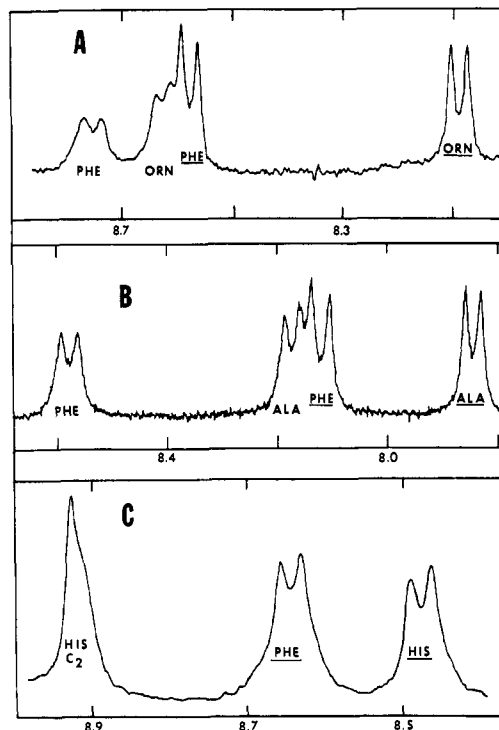 A
PHE
ORN PHE
ORN
8.7 8.3
B
PHE
ALA PHE
ALA
8.4 8.0
C
HIS
C2
PHE
HIS
8.9 8.7 8.5